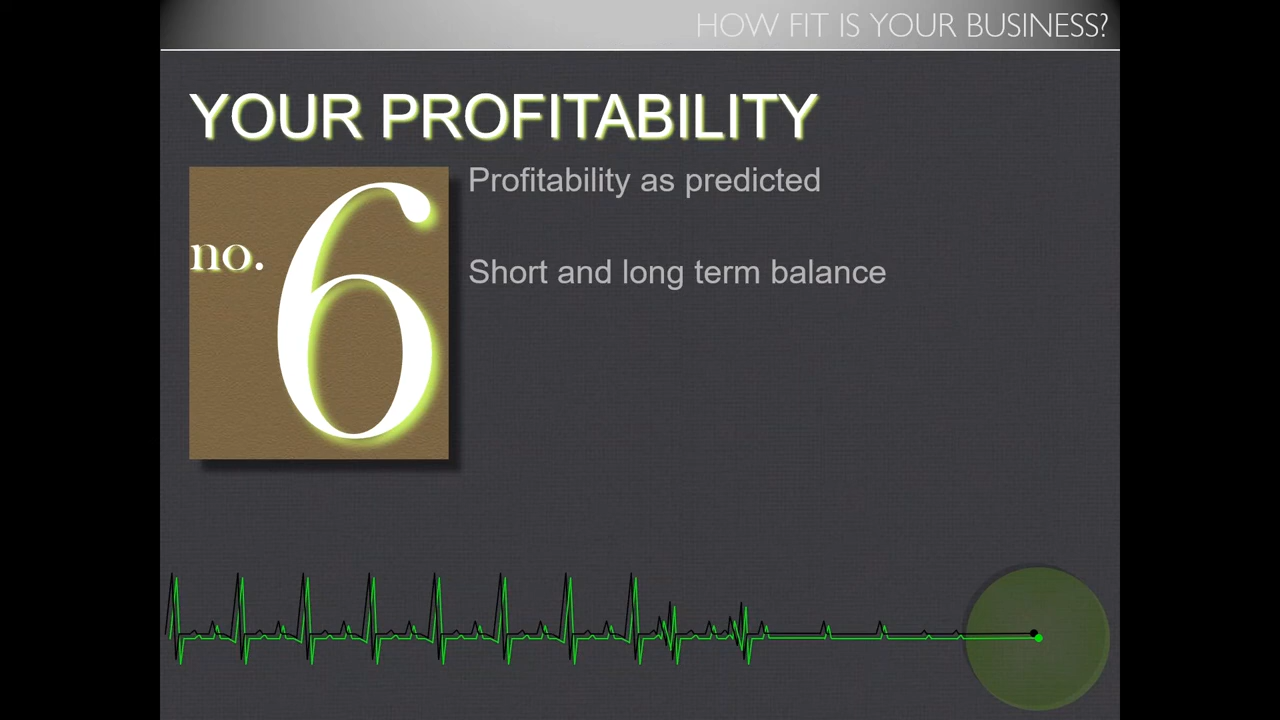 HOW FIT IS YOUR BUSINESS?
YOUR PROFITABILITY
no. 6
Profitability as predicted
Short and long term balance